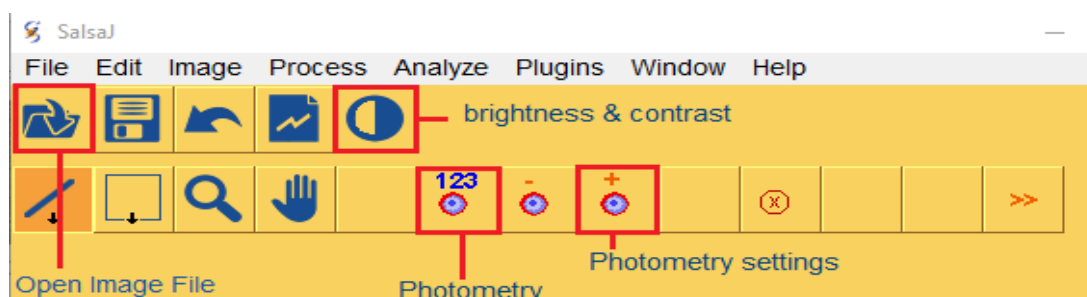 SalsaJ
File Edit Image Process Analyze Plugins Window Help
brightness & contrast
123 - +
(x) >>
Photometry settings
Open Image File
Photometry